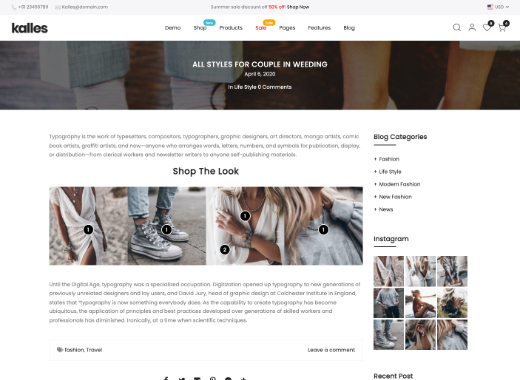 +91 23456789 Kalles@domain.com Summer sale discount off 50% off! Shop Now USD
kalles Demo Shop Products Sale Pages Features Blog
ALL STYLES FOR COUPLE IN WEEDING
April 6, 2020
In Life Style 0 Comments
Typography is the work of typesetters, compositors, typographers, graphic designers, art directors, manga artists, comic
book artists, graffiti artists, and now—anyone who arranges words, letters, numbers, and symbols for publication, display,
or distribution—from clerical workers and newsletter writers to anyone self-publishing materials.
Shop The Look
1 1 1 2 1
Until the Digital Age, typography was a specialised occupation. Digitization opened up typography to new generations of
previously unrelated designers and lay users, and David Jury, head of graphic design at Colchester Institute in England,
states that "typography is now something everybody does. As the capability to create typography has become
ubiquitous, the application of principles and best practices developed over generations of skilled workers and
professionals has diminished. Ironically, at a time when scientific techniques
fashion, Travel Leave a comment
Blog Categories
+ Fashion
+ Life Style
+ Modern Fashion
+ New Fashion
+ News
Instagram
Recent Post